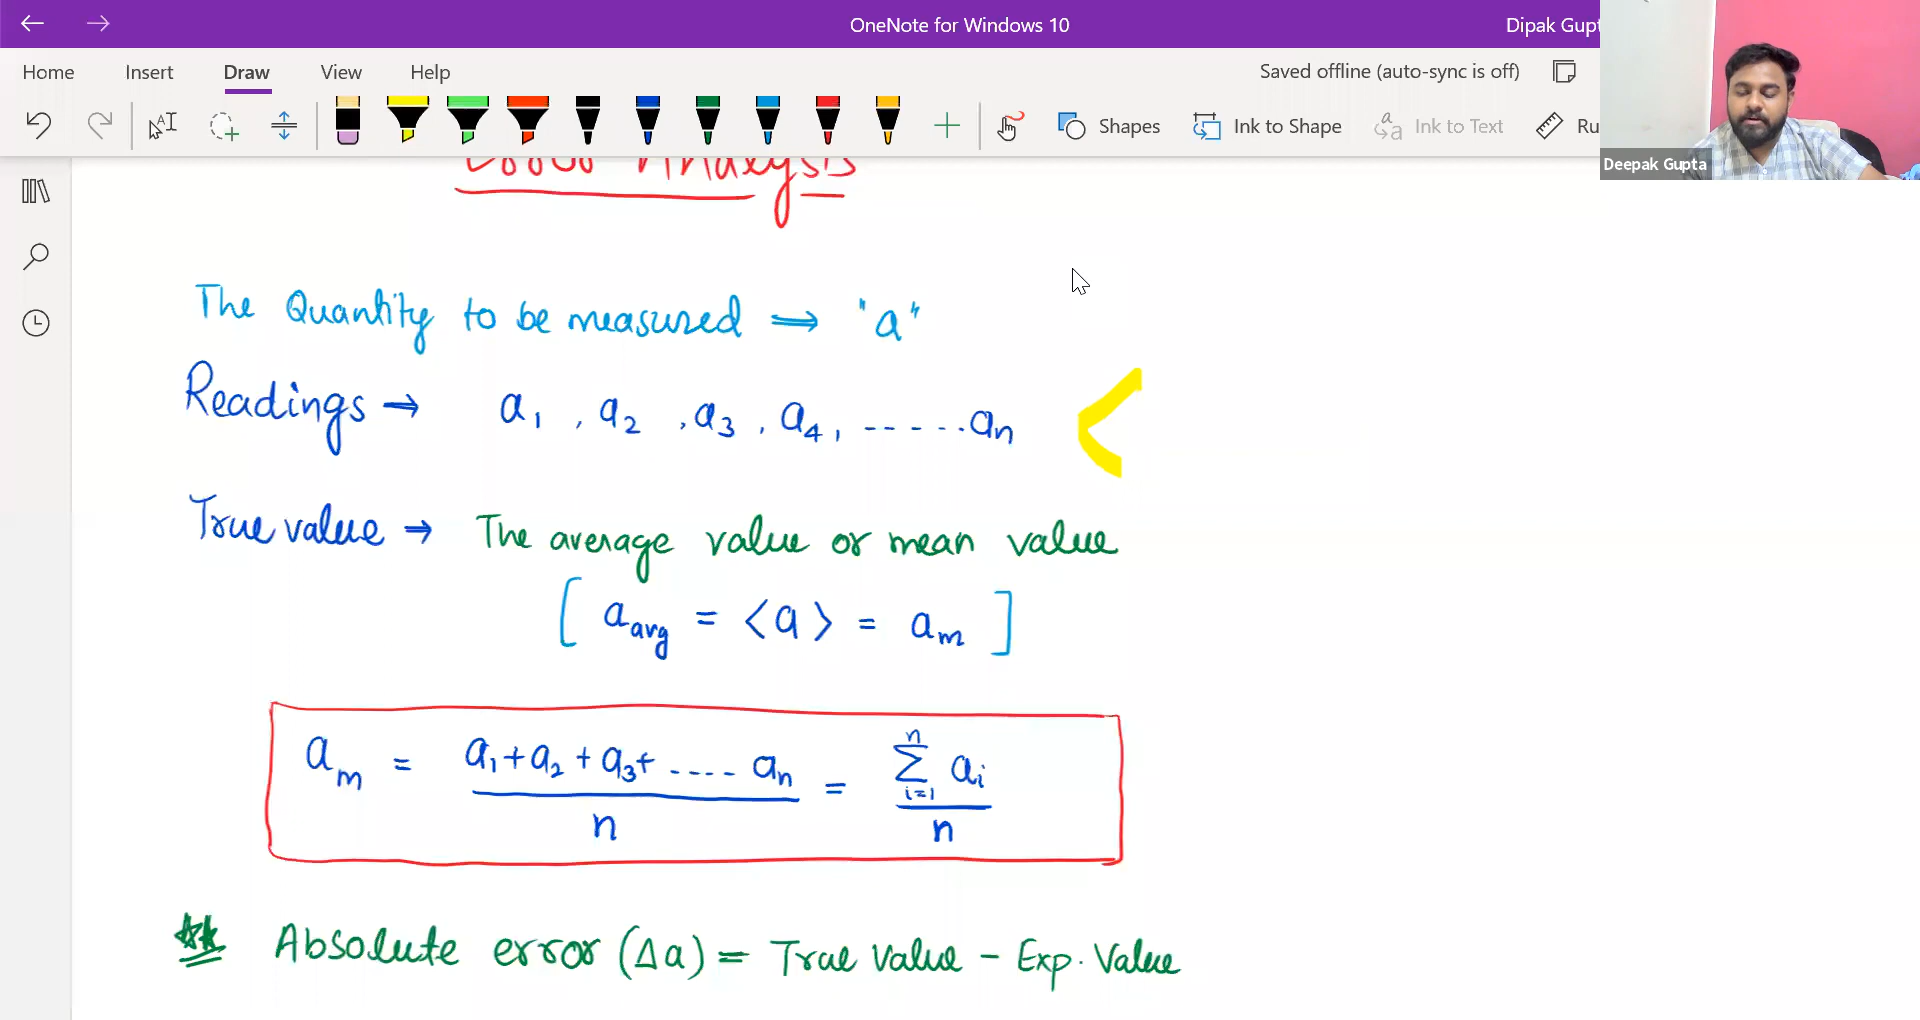 OneNote for Windows 10
Dipak Gupt
Home Insert Draw View Help
Saved offline (auto-sync is off)
Shapes Ink to Shape Ink to Text Ru
Deepak Gupta
Analysis
The Quantity to be measured ⟹ "a"
Readings → a₁, a₂, a₃, a₄, ------aₙ
True value → The average value or mean value
[ a_avg = ⟨a⟩ = a_m ]
a_m = (a₁+a₂+a₃+ ---- aₙ)/n = (∑_{i=1}^{n} a_i)/n
Absolute error (Δa) = True Value − Exp. Value